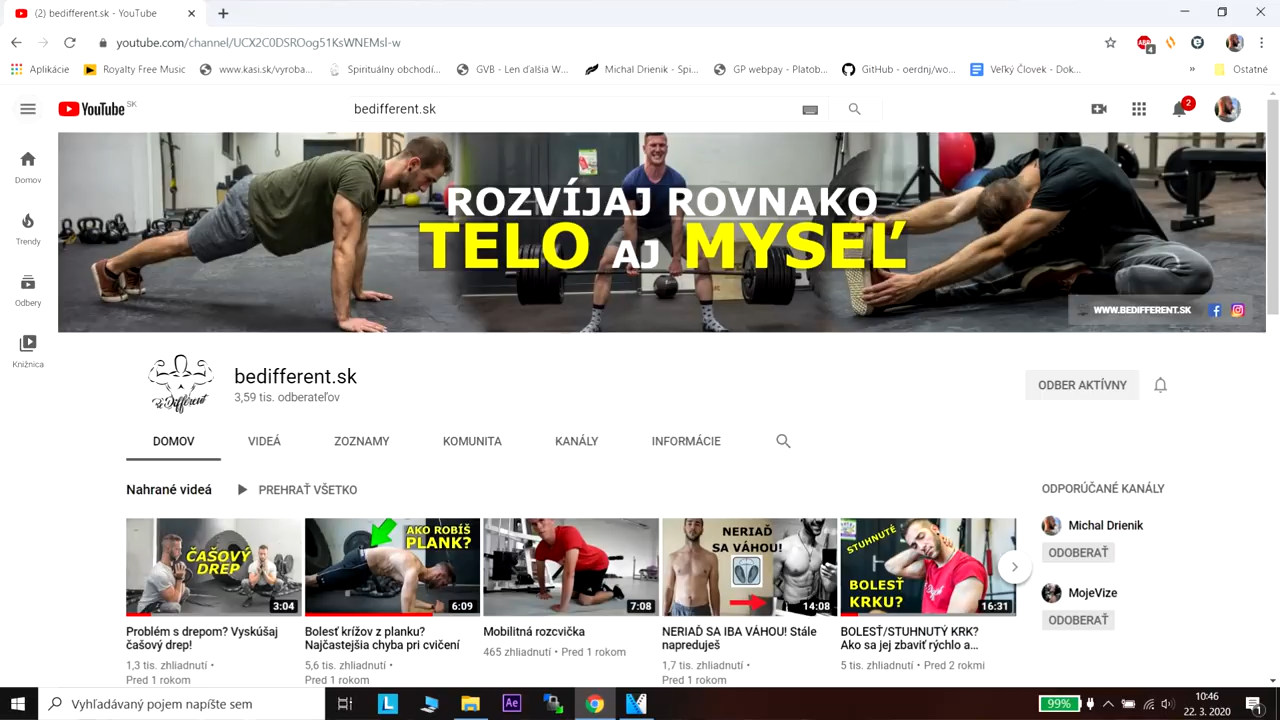 (2) bedifferent.sk - YouTube
youtube.com/channel/UCX2C0DSROog51KsWNEMsl-w
4
Aplikácie
Royalty Free Music
www.kasi.sk/vyroba...
Spirituálny obchodí...
GVB - Len ďalšia W...
Michal Drienik - Spi...
GP webpay - Platob...
GitHub - oerdnj/wo...
Veľký Človek - Dok...
»
Ostatné
YouTube SK
bedifferent.sk
2
Domov
Trendy
Odbery
Knižnica
ROZVÍJAJ ROVNAKO
TELO AJ MYSEĽ
WWW.BEDIFFERENT.SK
BeDifferent
bedifferent.sk
3,59 tis. odberateľov
ODBER AKTÍVNY
DOMOV VIDEÁ ZOZNAMY KOMUNITA KANÁLY INFORMÁCIE
Nahrané videá
PREHRAŤ VŠETKO
ČASOVÝ
DREP
3:04
Problém s drepom? Vyskúšaj
časový drep!
1,3 tis. zhliadnutí •
Pred 1 rokom
AKO ROBÍŠ
PLANK?
6:09
Bolesť krížov z planku?
Najčastejšia chyba pri cvičení
5,6 tis. zhliadnutí •
Pred 1 rokom
7:08
Mobilitná rozcvička
465 zhliadnutí • Pred 1 rokom
NERIAĎ
SA VÁHOU!
14:08
NERIAĎ SA IBA VÁHOU! Stále
napreduješ
1,7 tis. zhliadnutí •
Pred 1 rokom
STUHNUTÉ
BOLESŤ
KRKU?
16:31
BOLESŤ/STUHNUTÝ KRK?
Ako sa jej zbaviť rýchlo a...
5 tis. zhliadnutí • Pred 2 rokmi
ODPORÚČANÉ KANÁLY
Michal Drienik
ODOBERAŤ
MojeVize
ODOBERAŤ
Vyhľadávaný pojem napíšte sem
L
Ae
99%
10:46
22. 3. 2020
1